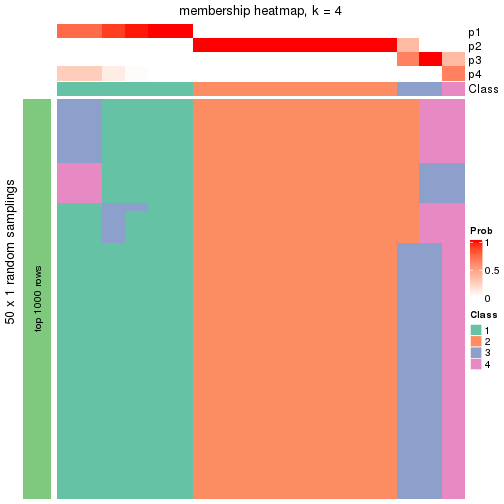 membership heatmap, k = 4
p1
p2
p3
p4
Class
50 x 1 random samplings
top 1000 rows
Prob
1
0.5
0
Class
1
2
3
4